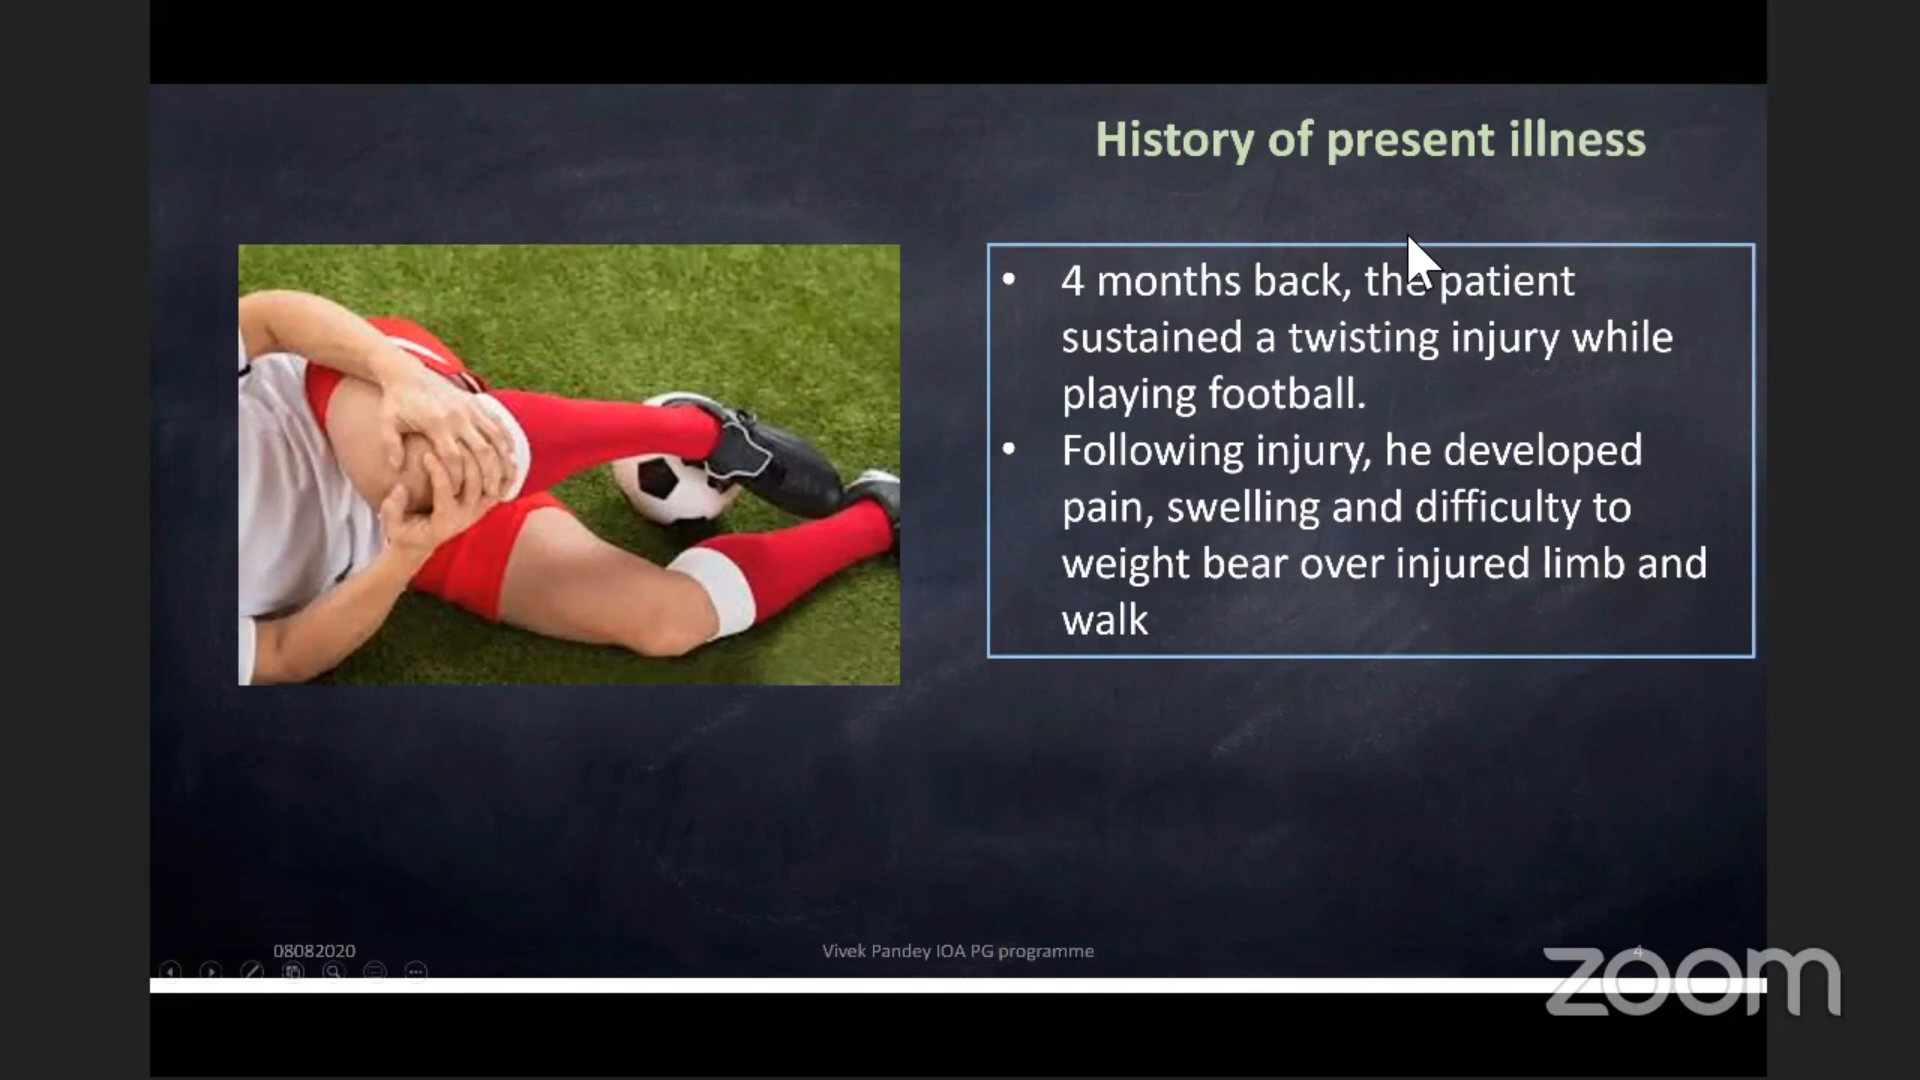 History of present illness
• 4 months back, the patient
sustained a twisting injury while
playing football.
• Following injury, he developed
pain, swelling and difficulty to
weight bear over injured limb and
walk
08082020
Vivek Pandey IOA PG programme
4
zoom